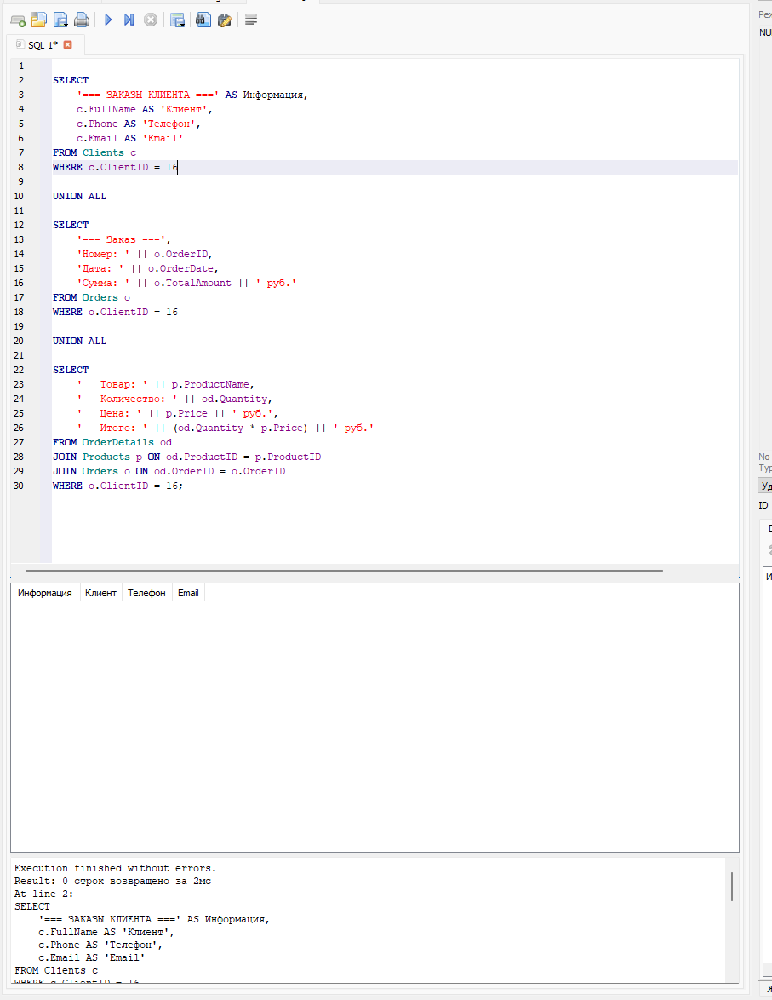 SQL 1*
1
2 SELECT
3 '=== ЗАКАЗЫ КЛИЕНТА ===' AS Информация,
4 c.FullName AS 'Клиент',
5 c.Phone AS 'Телефон',
6 c.Email AS 'Email'
7 FROM Clients c
8 WHERE c.ClientID = 16
9
10 UNION ALL
11
12 SELECT
13 '--- Заказ ---',
14 'Номер: ' || o.OrderID,
15 'Дата: ' || o.OrderDate,
16 'Сумма: ' || o.TotalAmount || ' руб.'
17 FROM Orders o
18 WHERE o.ClientID = 16
19
20 UNION ALL
21
22 SELECT
23 '   Товар: ' || p.ProductName,
24 '   Количество: ' || od.Quantity,
25 '   Цена: ' || p.Price || ' руб.',
26 '   Итого: ' || (od.Quantity * p.Price) || ' руб.'
27 FROM OrderDetails od
28 JOIN Products p ON od.ProductID = p.ProductID
29 JOIN Orders o ON od.OrderID = o.OrderID
30 WHERE o.ClientID = 16;
Информация Клиент Телефон Email
Execution finished without errors.
Result: 0 строк возвращено за 2мс
At line 2:
SELECT
'=== ЗАКАЗЫ КЛИЕНТА ===' AS Информация,
c.FullName AS 'Клиент',
c.Phone AS 'Телефон',
c.Email AS 'Email'
FROM Clients c
WHERE c.ClientID = 16
NU
No
ID